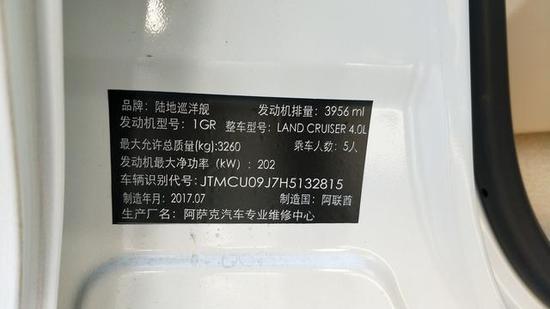 品牌：陆地巡洋舰 发动机排量：3956 ml
发动机型号：1GR 整车型号：LAND CRUISER 4.0L
最大允许总质量(kg):3260 乘车人数：5人
发动机最大净功率（kW）：202
车辆识别代号：JTMCU09J7H5132815
制造年月：2017.07 制造国：阿联酋
生产厂名：阿萨克汽车专业维修中心